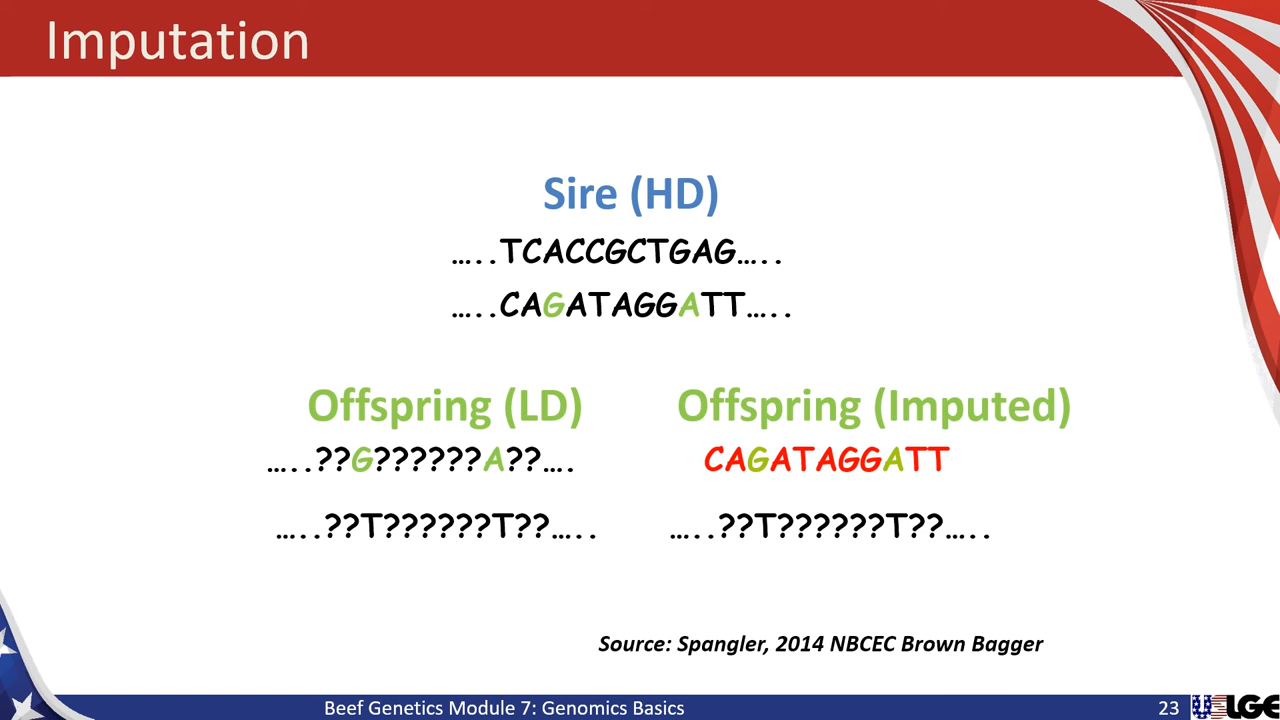 Imputation
Sire (HD)
…..TCACCGCTGAG…..
…..CAGATAGGATT…..
Offspring (LD)
…..??G??????A??….
…..??T??????T??…..
Offspring (Imputed)
CAGATAGGATT
…..??T??????T??…..
Source: Spangler, 2014 NBCEC Brown Bagger
Beef Genetics Module 7: Genomics Basics
23
USLGE